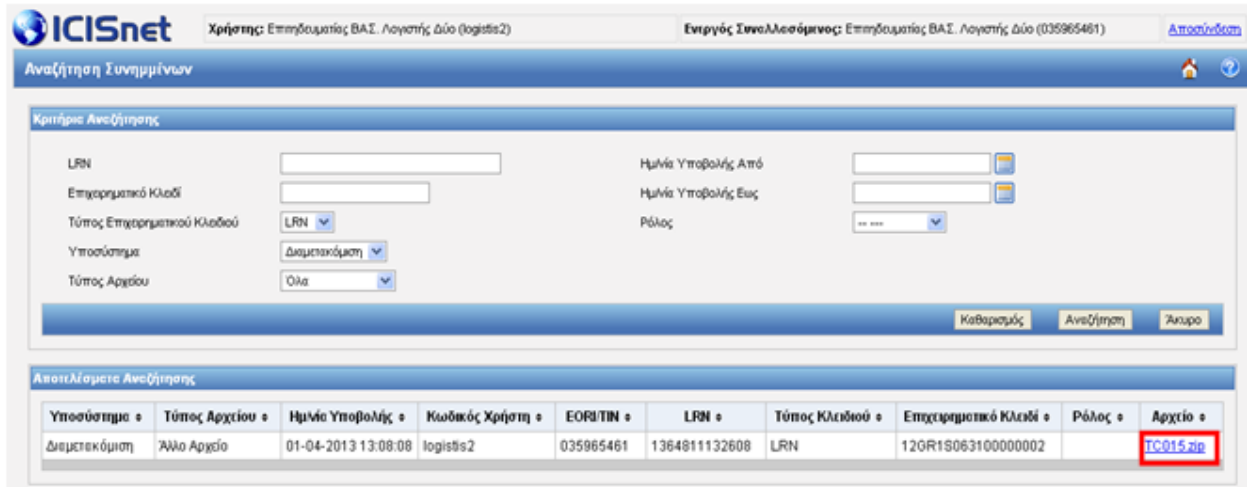 ICISnet Χρήστης: Επιτηδευματίας ΒΑΣ. Λογιστής Δύο (logistis2) Ενεργός Συναλλασόμενος: Επιτηδευματίας ΒΑΣ. Λογιστής Δύο (035965461) Αποσύνδεση
Αναζήτηση Συνημμένων
Κριτήρια Αναζήτησης
LRN Ημ/νία Υποβολής Από
Επιχειρηματικό Κλειδί Ημ/νία Υποβολής Εως
Τύπος Επιχειρηματικού Κλειδιού LRN Ρόλος -- ---
Υποσύστημα Διαμετακόμιση
Τύπος Αρχείου Όλα
Καθαρισμός Αναζήτηση Άκυρο
Αποτελέσματα Αναζήτησης
Υποσύστημα Τύπος Αρχείου Ημ/νία Υποβολής Κωδικός Χρήστη EORI/TIN LRN Τύπος Κλειδιού Επιχειρηματικό Κλειδί Ρόλος Αρχείο
Διαμετακόμιση Άλλο Αρχείο 01-04-2013 13:08:08 logistis2 035965461 1364811132608 LRN 12GR1S063100000002 TC015.zip